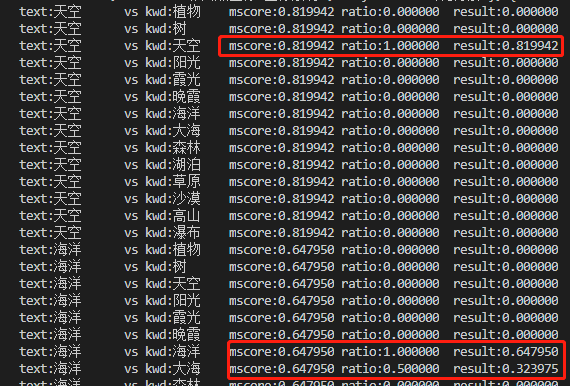 text:天空 vs kwd:植物 mscore:0.819942 ratio:0.000000 result:0.000000
text:天空 vs kwd:树 mscore:0.819942 ratio:0.000000 result:0.000000
text:天空 vs kwd:天空 mscore:0.819942 ratio:1.000000 result:0.819942
text:天空 vs kwd:阳光 mscore:0.819942 ratio:0.000000 result:0.000000
text:天空 vs kwd:霞光 mscore:0.819942 ratio:0.000000 result:0.000000
text:天空 vs kwd:晚霞 mscore:0.819942 ratio:0.000000 result:0.000000
text:天空 vs kwd:海洋 mscore:0.819942 ratio:0.000000 result:0.000000
text:天空 vs kwd:大海 mscore:0.819942 ratio:0.000000 result:0.000000
text:天空 vs kwd:森林 mscore:0.819942 ratio:0.000000 result:0.000000
text:天空 vs kwd:湖泊 mscore:0.819942 ratio:0.000000 result:0.000000
text:天空 vs kwd:草原 mscore:0.819942 ratio:0.000000 result:0.000000
text:天空 vs kwd:沙漠 mscore:0.819942 ratio:0.000000 result:0.000000
text:天空 vs kwd:高山 mscore:0.819942 ratio:0.000000 result:0.000000
text:天空 vs kwd:瀑布 mscore:0.819942 ratio:0.000000 result:0.000000
text:海洋 vs kwd:植物 mscore:0.647950 ratio:0.000000 result:0.000000
text:海洋 vs kwd:树 mscore:0.647950 ratio:0.000000 result:0.000000
text:海洋 vs kwd:天空 mscore:0.647950 ratio:0.000000 result:0.000000
text:海洋 vs kwd:阳光 mscore:0.647950 ratio:0.000000 result:0.000000
text:海洋 vs kwd:霞光 mscore:0.647950 ratio:0.000000 result:0.000000
text:海洋 vs kwd:晚霞 mscore:0.647950 ratio:0.000000 result:0.000000
text:海洋 vs kwd:海洋 mscore:0.647950 ratio:1.000000 result:0.647950
text:海洋 vs kwd:大海 mscore:0.647950 ratio:0.500000 result:0.323975
text:海洋 vs kwd:森林 mscore:0.647950 ratio:0.000000 result:0.000000